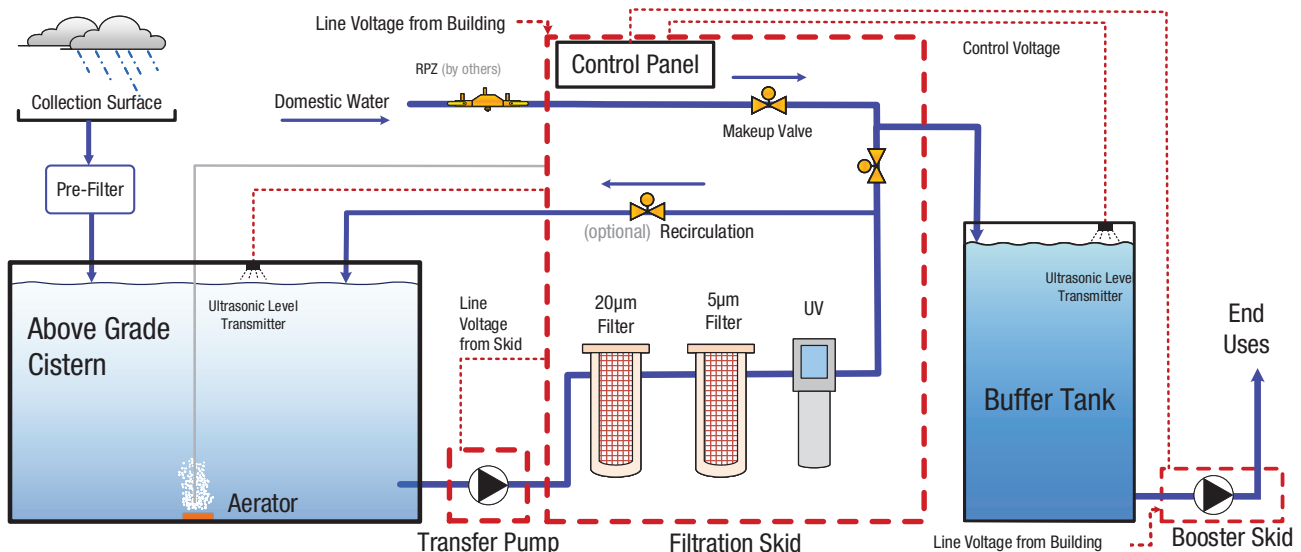 Line Voltage from Building
Control Panel
Control Voltage
RPZ (by others)
Collection Surface
Domestic Water
Makeup Valve
Pre-Filter
(optional) Recirculation
Ultrasonic Level
Transmitter
Above Grade
Cistern
Line
Voltage
from Skid
20µm
Filter
5µm
Filter
UV
Ultrasonic Level
Transmitter
End
Uses
Buffer Tank
Aerator
Transfer Pump
Filtration Skid
Line Voltage from Building
Booster Skid